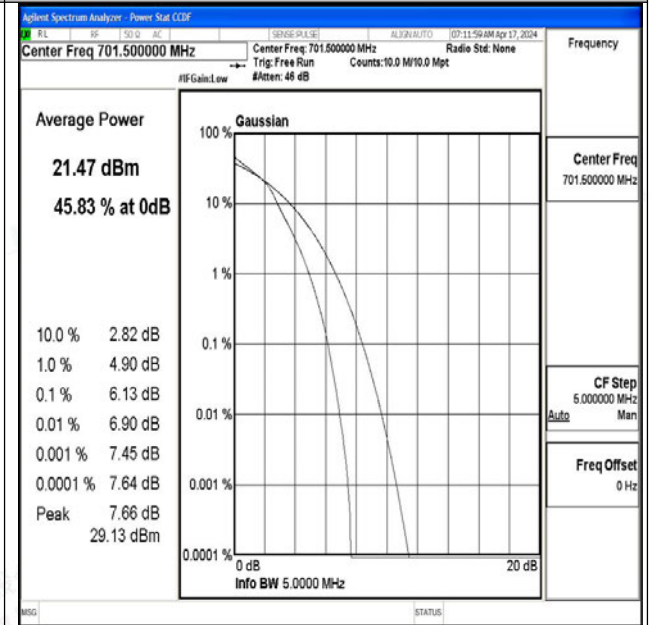 Agilent Spectrum Analyzer - Power Stat CCDF
RL RF 50 Ω AC SENSE:PULSE ALIGN AUTO 07:11:59 AM Apr 17, 2024
Center Freq 701.500000 MHz
Center Freq: 701.500000 MHz Radio Std: None
Trig: Free Run Counts:10.0 M/10.0 Mpt
#IFGain:Low #Atten: 46 dB
Frequency
Average Power
21.47 dBm
45.83 % at 0dB
10.0 % 2.82 dB
1.0 % 4.90 dB
0.1 % 6.13 dB
0.01 % 6.90 dB
0.001 % 7.45 dB
0.0001 % 7.64 dB
Peak 7.66 dB
29.13 dBm
Gaussian
100 %
10 %
1 %
0.1 %
0.01 %
0.001 %
0.0001 %
0 dB 20 dB
Info BW 5.0000 MHz
Center Freq
701.500000 MHz
CF Step
5.000000 MHz
Auto Man
Freq Offset
0 Hz
MSG STATUS